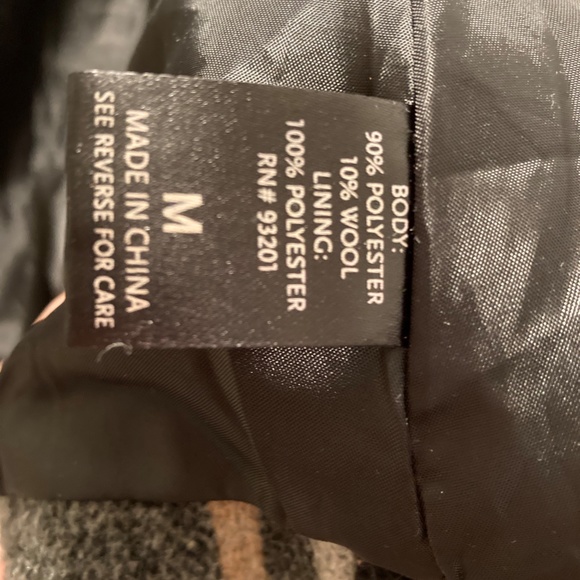 BODY:
90% POLYESTER
10% WOOL
LINING:
100% POLYESTER
RN# 93201
M
MADE IN CHINA
SEE REVERSE FOR CARE